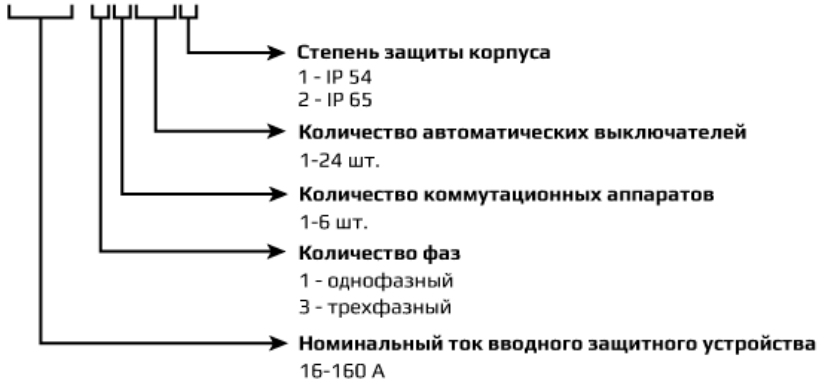 Степень защиты корпуса
1 - IP 54
2 - IP 65
Количество автоматических выключателей
1-24 шт.
Количество коммутационных аппаратов
1-6 шт.
Количество фаз
1 - однофазный
3 - трехфазный
Номинальный ток вводного защитного устройства
16-160 А